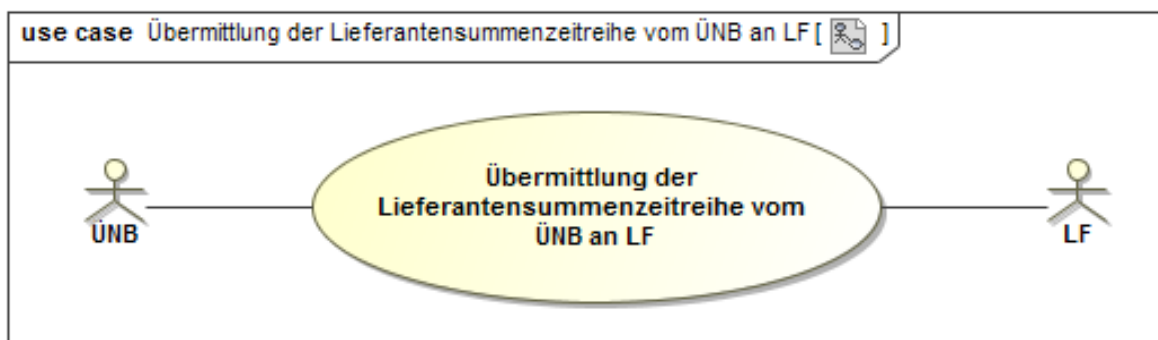 use case Übermittlung der Lieferantensummenzeitreihe vom ÜNB an LF [ ]
Übermittlung der
Lieferantensummenzeitreihe vom
ÜNB an LF
ÜNB
LF